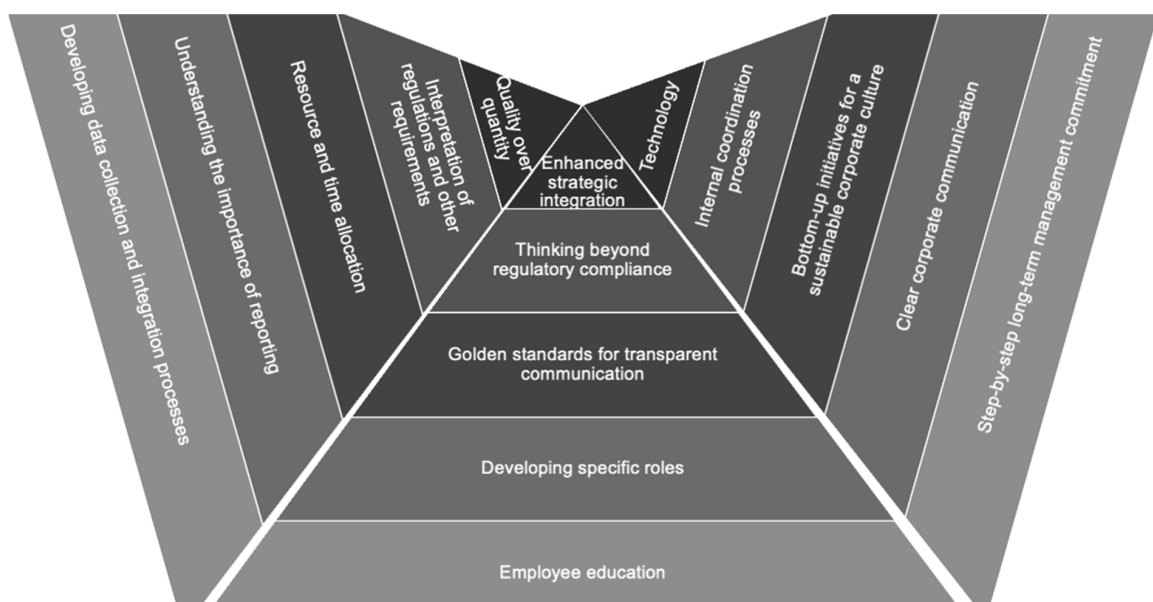 Developing data collection and integration processes
Understanding the importance of reporting
Resource and time allocation
Interpretation of
regulations and other
requirements
Quality over
quantity
Enhanced
strategic
integration
Thinking beyond
regulatory compliance
Golden standards for transparent
communication
Developing specific roles
Employee education
Technology
Internal coordination
processes
Bottom-up initiatives for a
sustainable corporate culture
Clear corporate communication
Step-by-step long-term management commitment